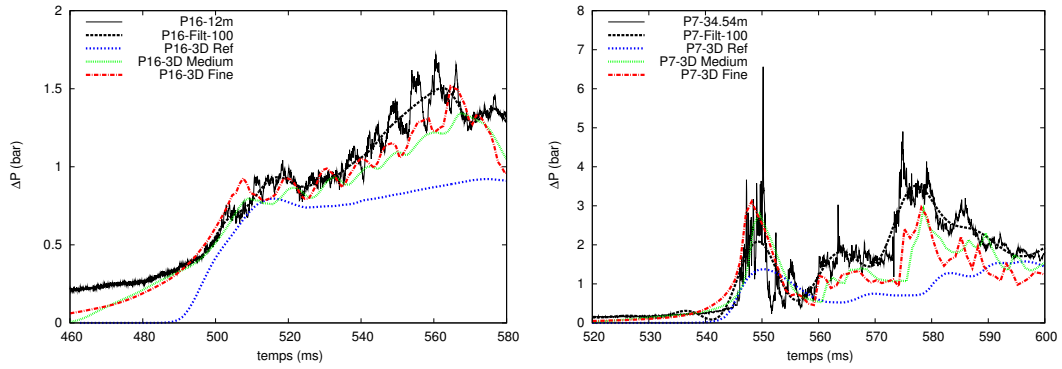 2
1.5
1
0.5
0
460
480
500
520
540
560
580
ΔP (bar)
temps (ms)
P16-12m
P16-Filt-100
P16-3D Ref
P16-3D Medium
P16-3D Fine
8
7
6
5
4
3
2
1
0
520
530
540
550
560
570
580
590
600
ΔP (bar)
temps (ms)
P7-34.54m
P7-Filt-100
P7-3D Ref
P7-3D Medium
P7-3D Fine